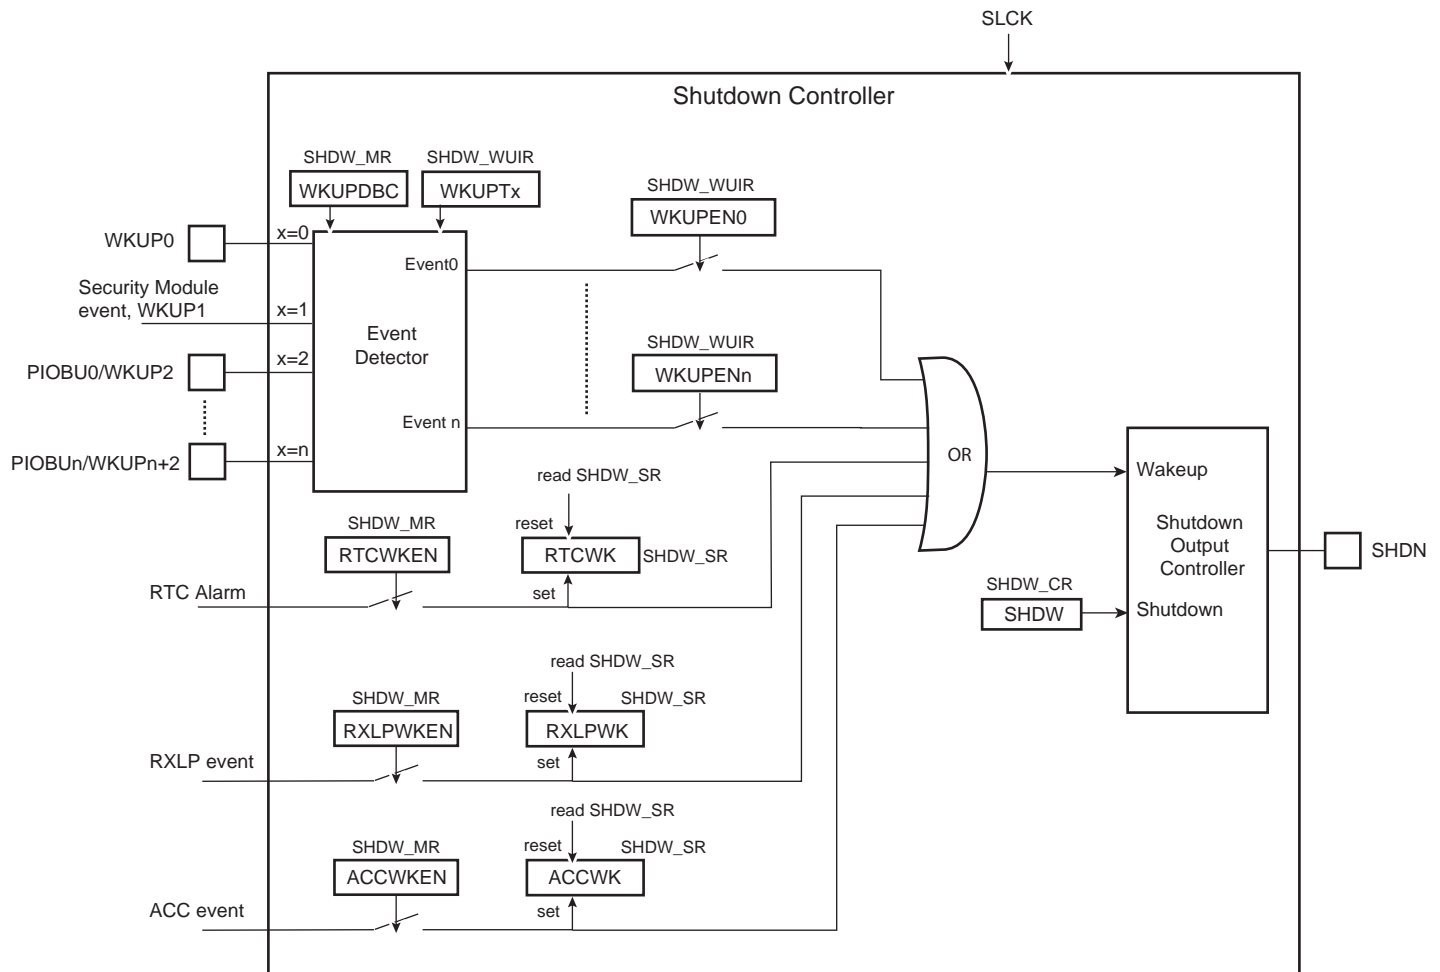 SLCK
Shutdown Controller
SHDW_MR
SHDW_WUIR
WKUPDBC
WKUPTx
SHDW_WUIR
WKUPEN0
WKUP0
x=0
Event0
Security Module
event, WKUP1
x=1
Event
Detector
SHDW_WUIR
WKUPENn
PIOBU0/WKUP2
x=2
Event n
PIOBUn/WKUPn+2
x=n
OR
Wakeup
Shutdown
Output
Controller
SHDN
read SHDW_SR
SHDW_MR
reset
RTCWKEN
RTCWK
SHDW_SR
RTC Alarm
set
SHDW_CR
SHDW
Shutdown
read SHDW_SR
SHDW_MR
reset
SHDW_SR
RXLPWKEN
RXLPWK
RXLP event
set
read SHDW_SR
SHDW_MR
reset
SHDW_SR
ACCWKEN
ACCWK
ACC event
set